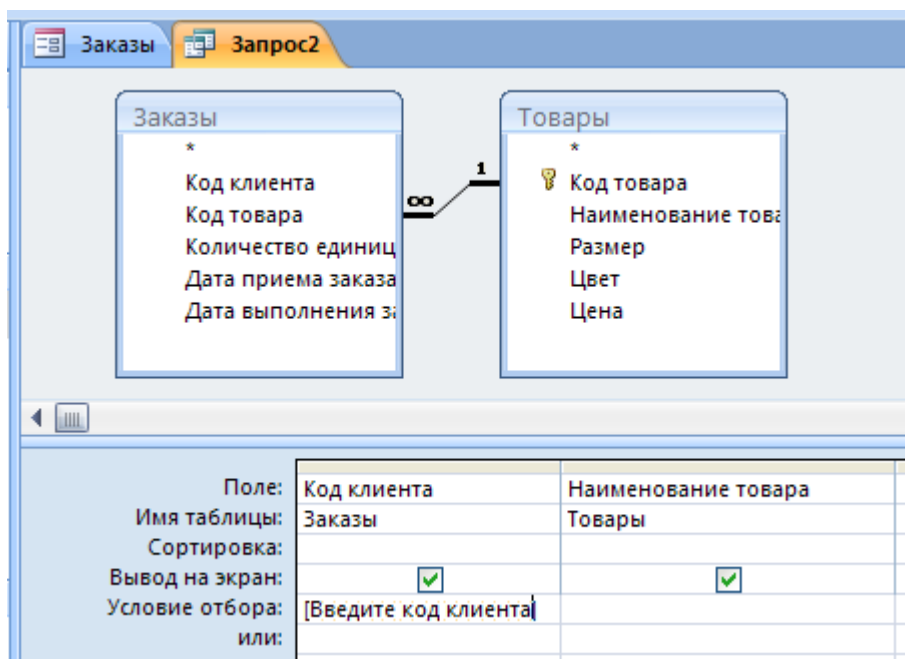 Заказы Запрос2
Заказы
*
Код клиента
Код товара
Количество единиц
Дата приема заказа
Дата выполнения за
1
∞
Товары
*
Код товара
Наименование това
Размер
Цвет
Цена
Поле: Код клиента Наименование товара
Имя таблицы: Заказы Товары
Сортировка:
Вывод на экран:
Условие отбора: [Введите код клиента
или: